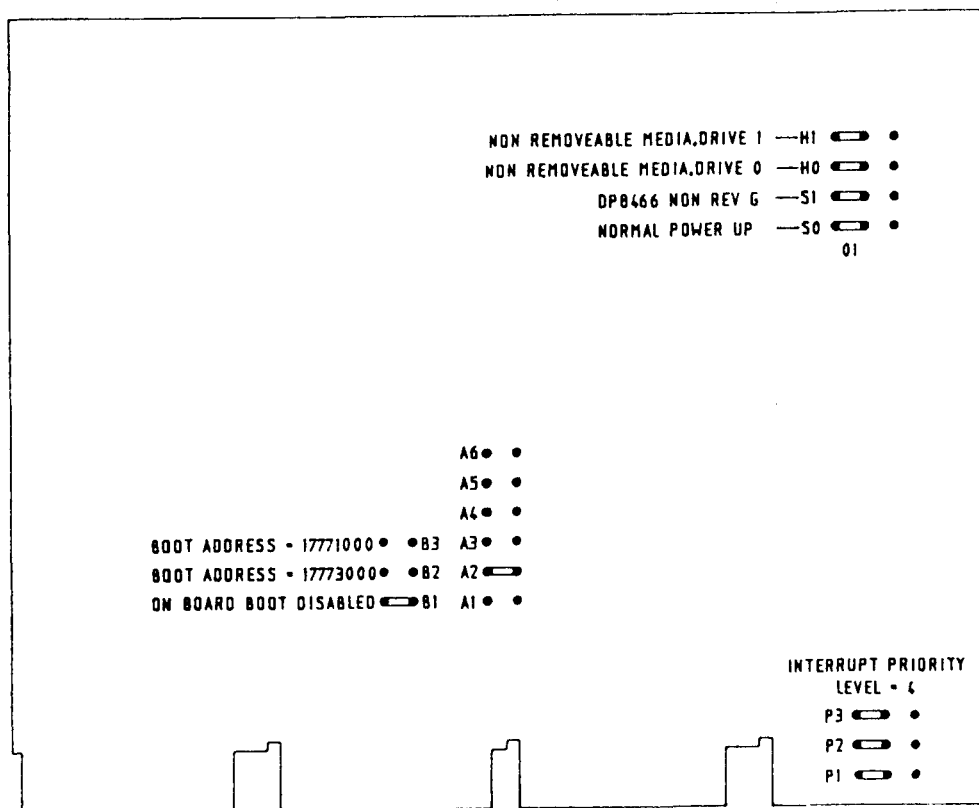 NON REMOVEABLE MEDIA,DRIVE 1 —H1
NON REMOVEABLE MEDIA,DRIVE 0 —H0
DP8466 NON REV G —S1
NORMAL POWER UP —S0
01
A6
A5
A4
BOOT ADDRESS - 17771000 B3 A3
BOOT ADDRESS - 17773000 B2 A2
ON BOARD BOOT DISABLED B1 A1
INTERRUPT PRIORITY
LEVEL - 4
P3
P2
P1